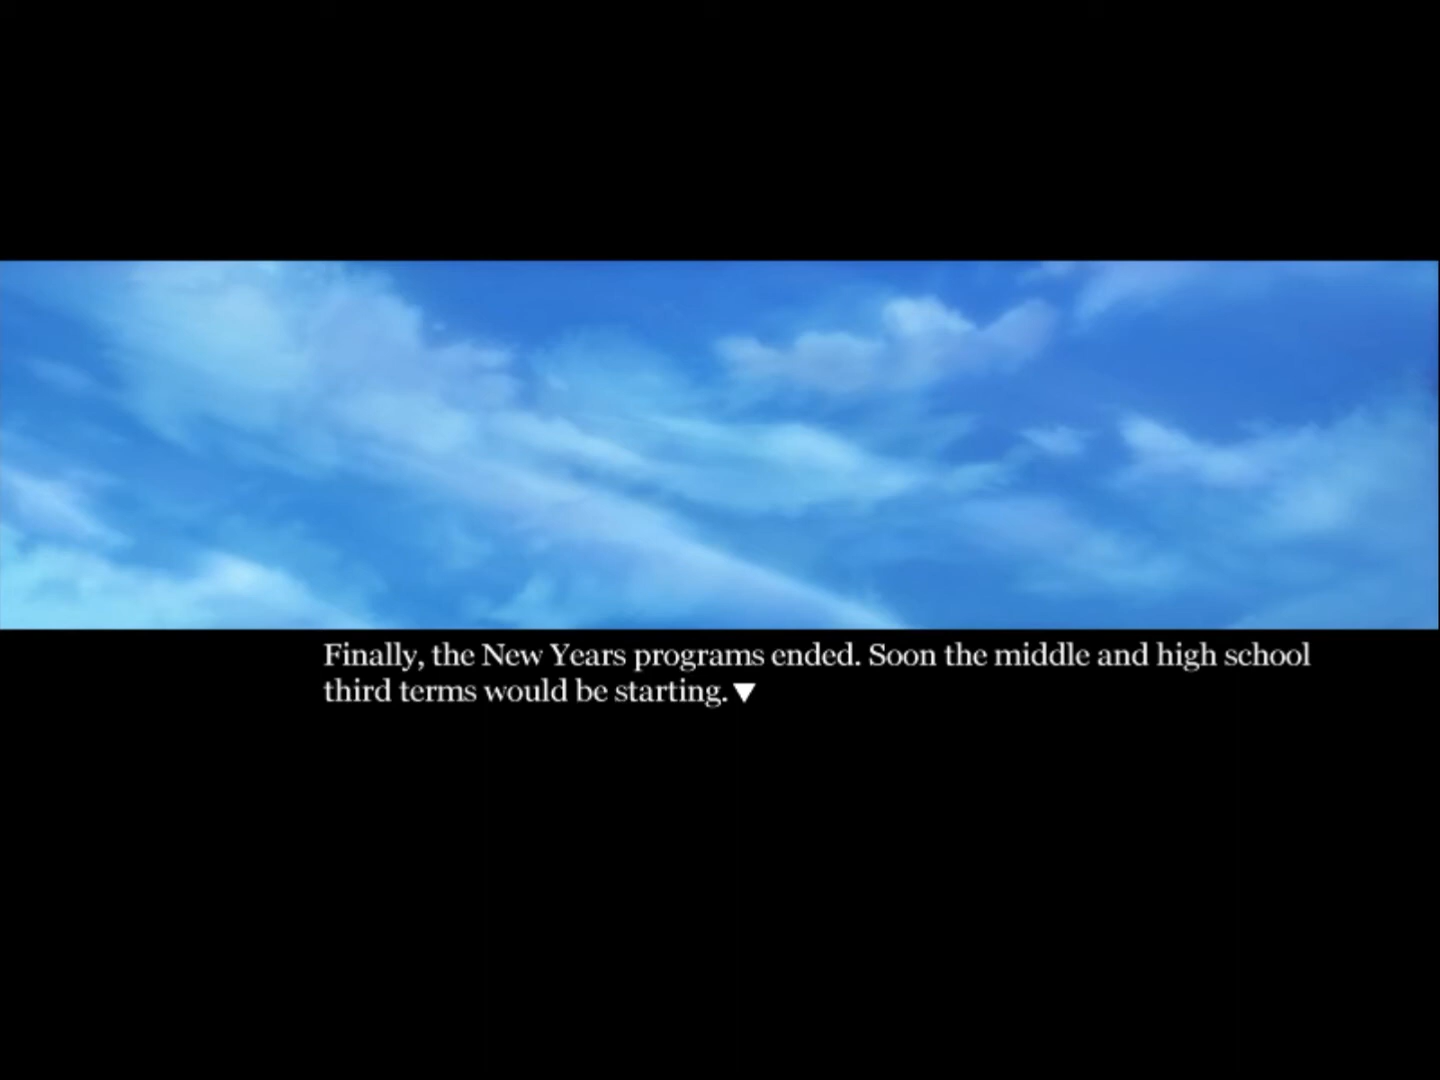 Finally, the New Years programs ended. Soon the middle and high school
third terms would be starting.